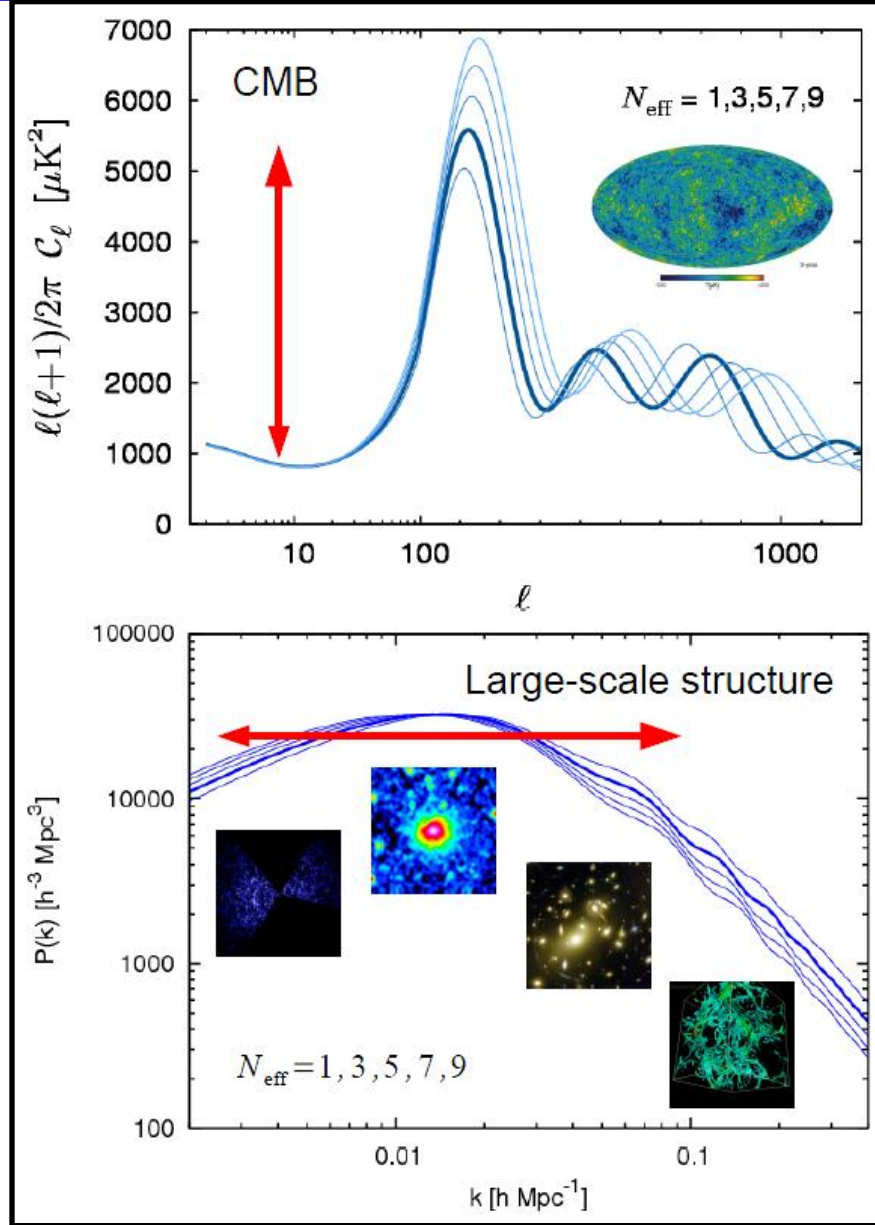 7000
6000
5000
4000
3000
2000
1000
0
ℓ(ℓ+1)/2π C_ℓ [μK²]
CMB
N_eff = 1,3,5,7,9
T(μK)
10 100 1000
ℓ
100000
10000
1000
100
P(k) [h⁻³ Mpc³]
Large-scale structure
N_eff = 1, 3, 5, 7, 9
0.01 0.1
k [h Mpc⁻¹]